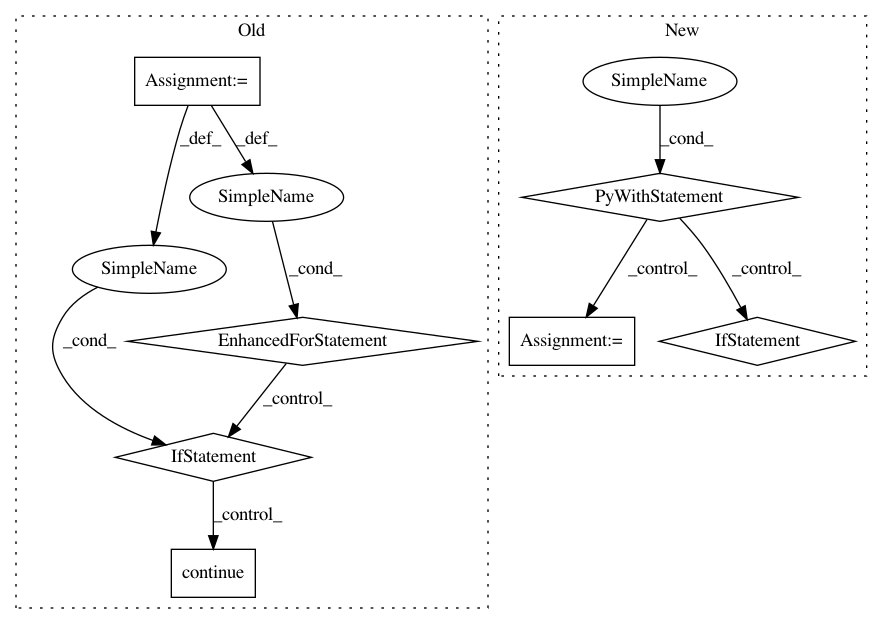 Old
New
Assignment:=
SimpleName
_def_
_def_
_cond_
SimpleName
PyWithStatement
SimpleName
_cond_
_control_
_control_
_cond_
EnhancedForStatement
Assignment:=
IfStatement
_control_
IfStatement
_control_
continue